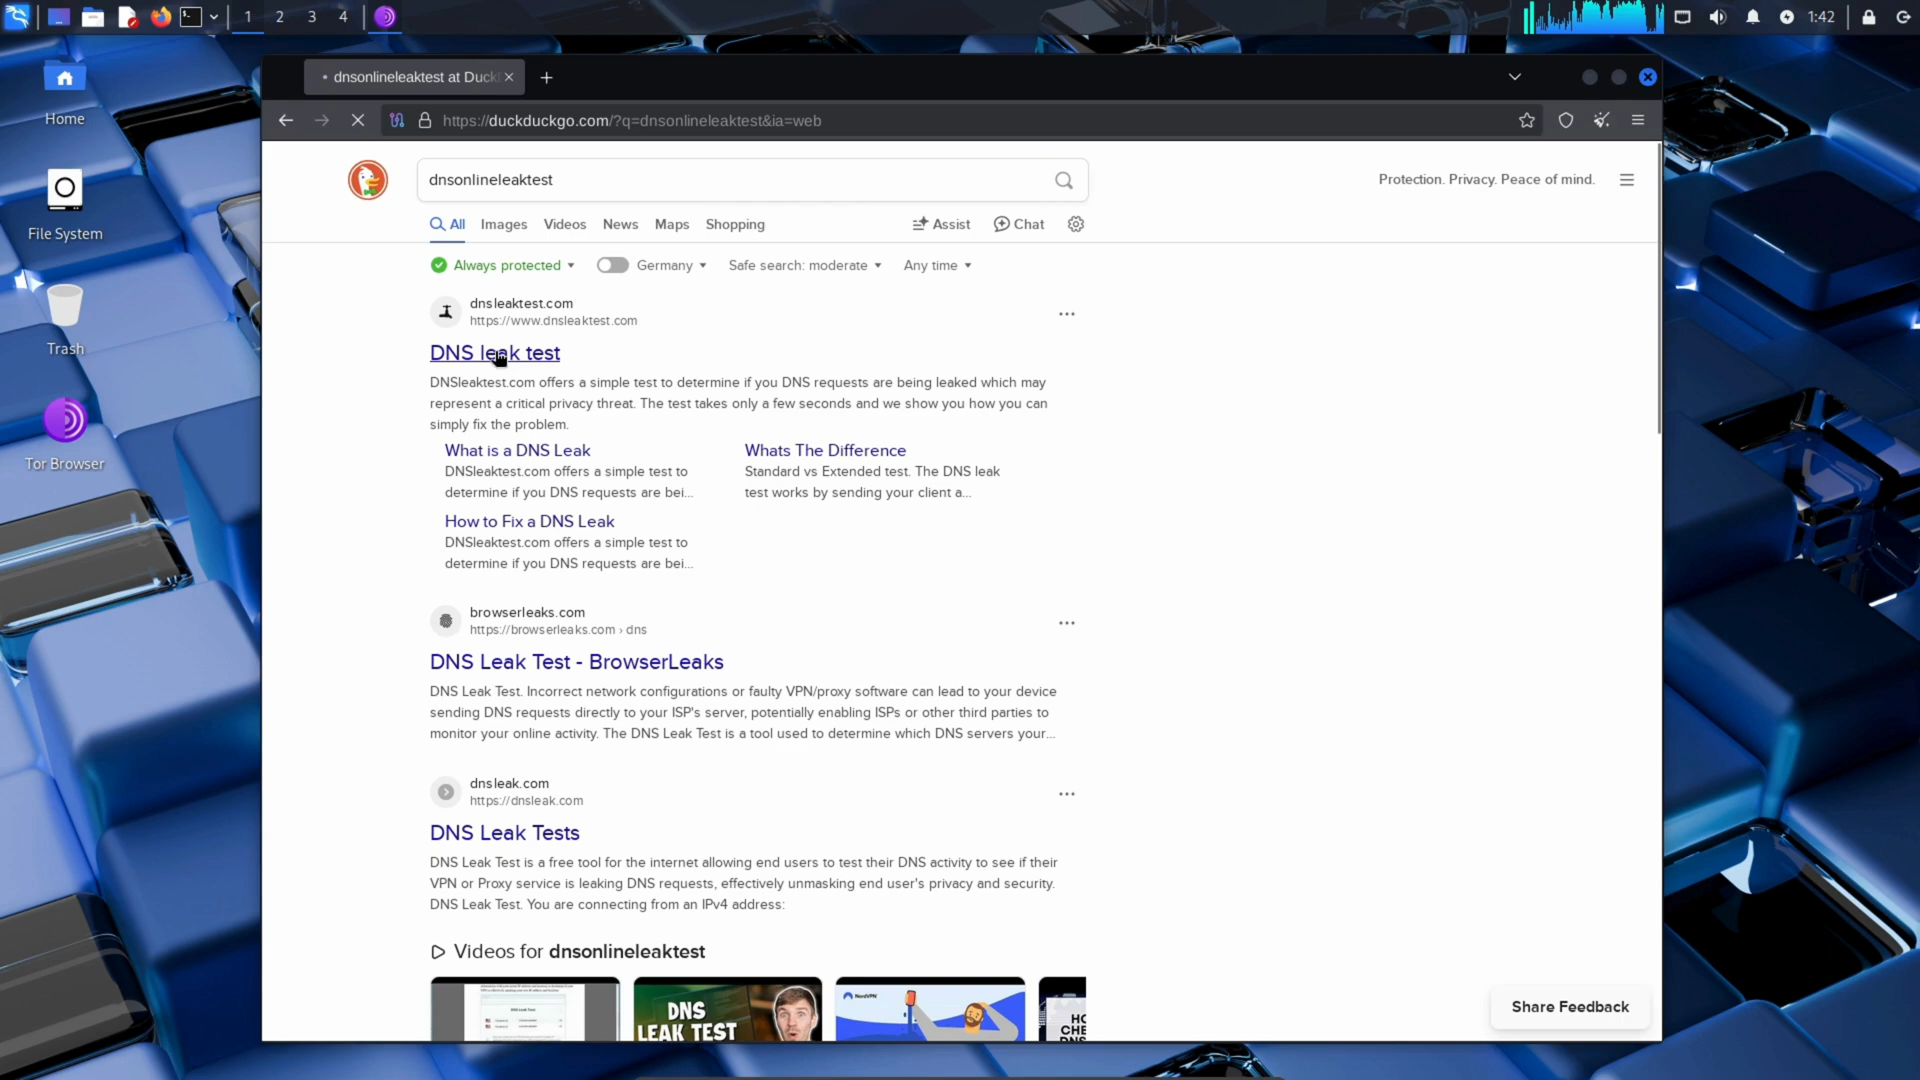 1 2 3 4
1:42
Home
File System
Trash
Tor Browser
dnsonlineleaktest at Duck
https://duckduckgo.com/?q=dnsonlineleaktest&ia=web
dnsonlineleaktest
Protection. Privacy. Peace of mind.
All Images Videos News Maps Shopping Assist Chat
Always protected Germany Safe search: moderate Any time
dnsleaktest.com
https://www.dnsleaktest.com
DNS leak test
DNSleaktest.com offers a simple test to determine if you DNS requests are being leaked which may
represent a critical privacy threat. The test takes only a few seconds and we show you how you can
simply fix the problem.
What is a DNS Leak
DNSleaktest.com offers a simple test to
determine if you DNS requests are bei...
Whats The Difference
Standard vs Extended test. The DNS leak
test works by sending your client a...
How to Fix a DNS Leak
DNSleaktest.com offers a simple test to
determine if you DNS requests are bei...
browserleaks.com
https://browserleaks.com › dns
DNS Leak Test - BrowserLeaks
DNS Leak Test. Incorrect network configurations or faulty VPN/proxy software can lead to your device
sending DNS requests directly to your ISP's server, potentially enabling ISPs or other third parties to
monitor your online activity. The DNS Leak Test is a tool used to determine which DNS servers your...
dnsleak.com
https://dnsleak.com
DNS Leak Tests
DNS Leak Test is a free tool for the internet allowing end users to test their DNS activity to see if their
VPN or Proxy service is leaking DNS requests, effectively unmasking end user's privacy and security.
DNS Leak Test. You are connecting from an IPv4 address:
Videos for dnsonlineleaktest
DNS
LEAK TEST
NordVPN
CHE
Share Feedback